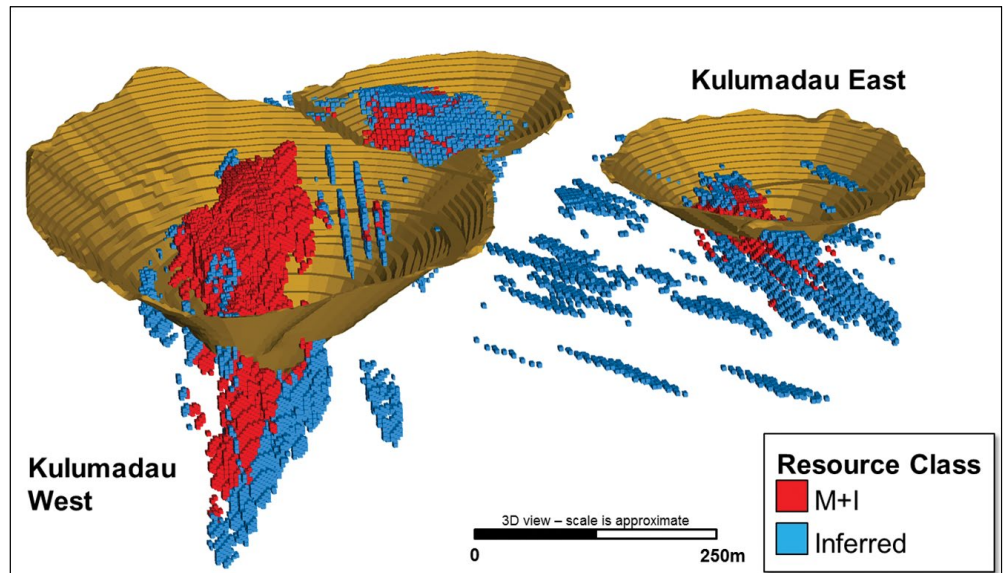 Kulumadau East
Kulumadau
West
3D view – scale is approximate
0
250m
Resource Class
M+I
Inferred